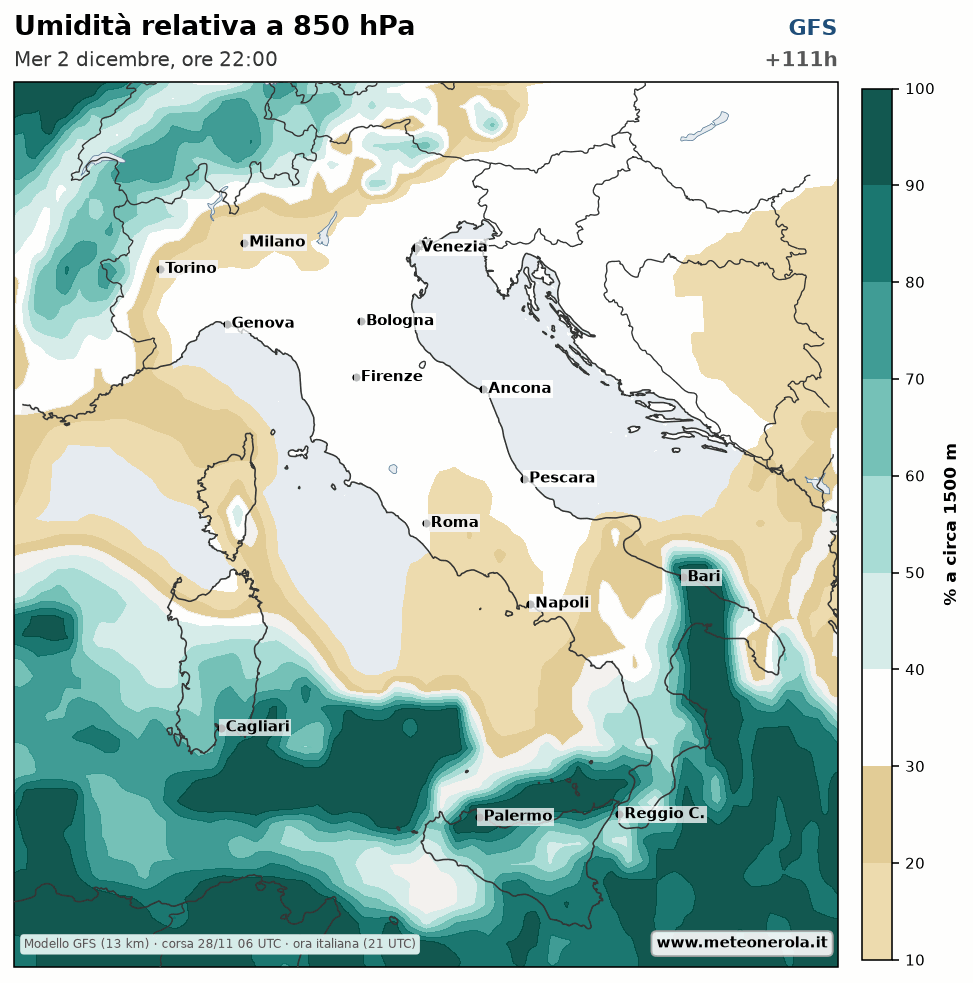 Umidità relativa a 850 hPa
GFS
Mer 2 dicembre, ore 22:00
+111h
100
90
80
70
60
50
40
30
20
10
% a circa 1500 m
Milano
Venezia
Torino
Genova
Bologna
Firenze
Ancona
Pescara
Roma
Bari
Napoli
Cagliari
Palermo
Reggio C.
Modello GFS (13 km) · corsa 28/11 06 UTC · ora italiana (21 UTC)
www.meteonerola.it